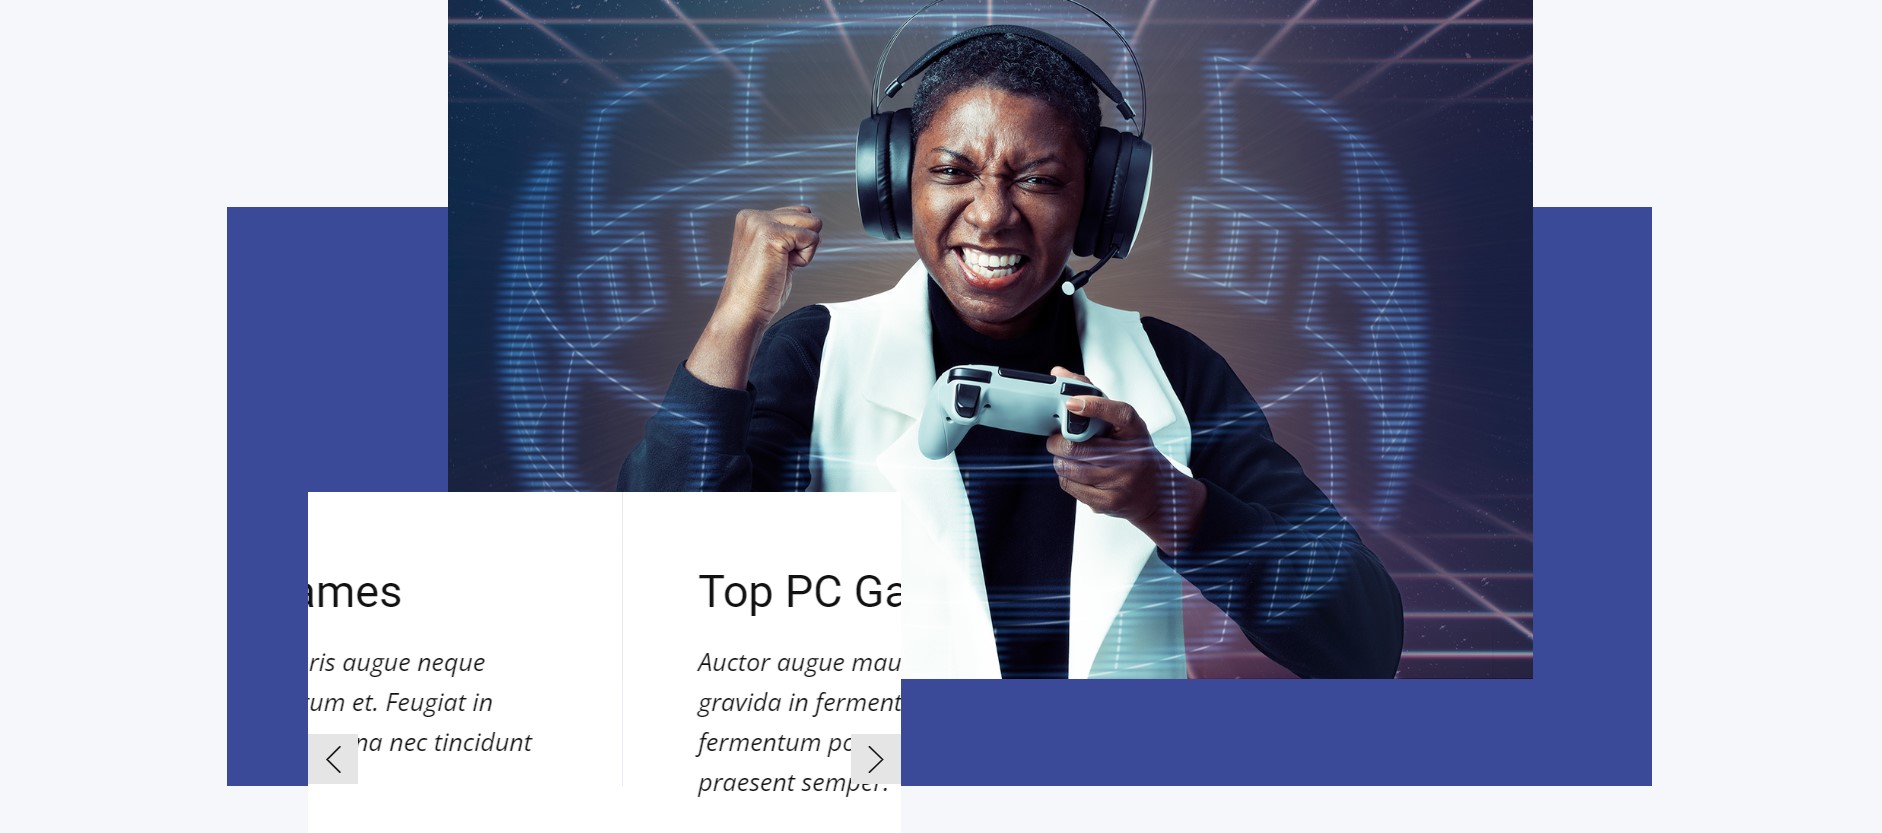 ames
ris augue neque
um et. Feugiat in
na nec tincidunt
Top PC Ga
Auctor augue mau
gravida in ferment
fermentum po
praesent semper.